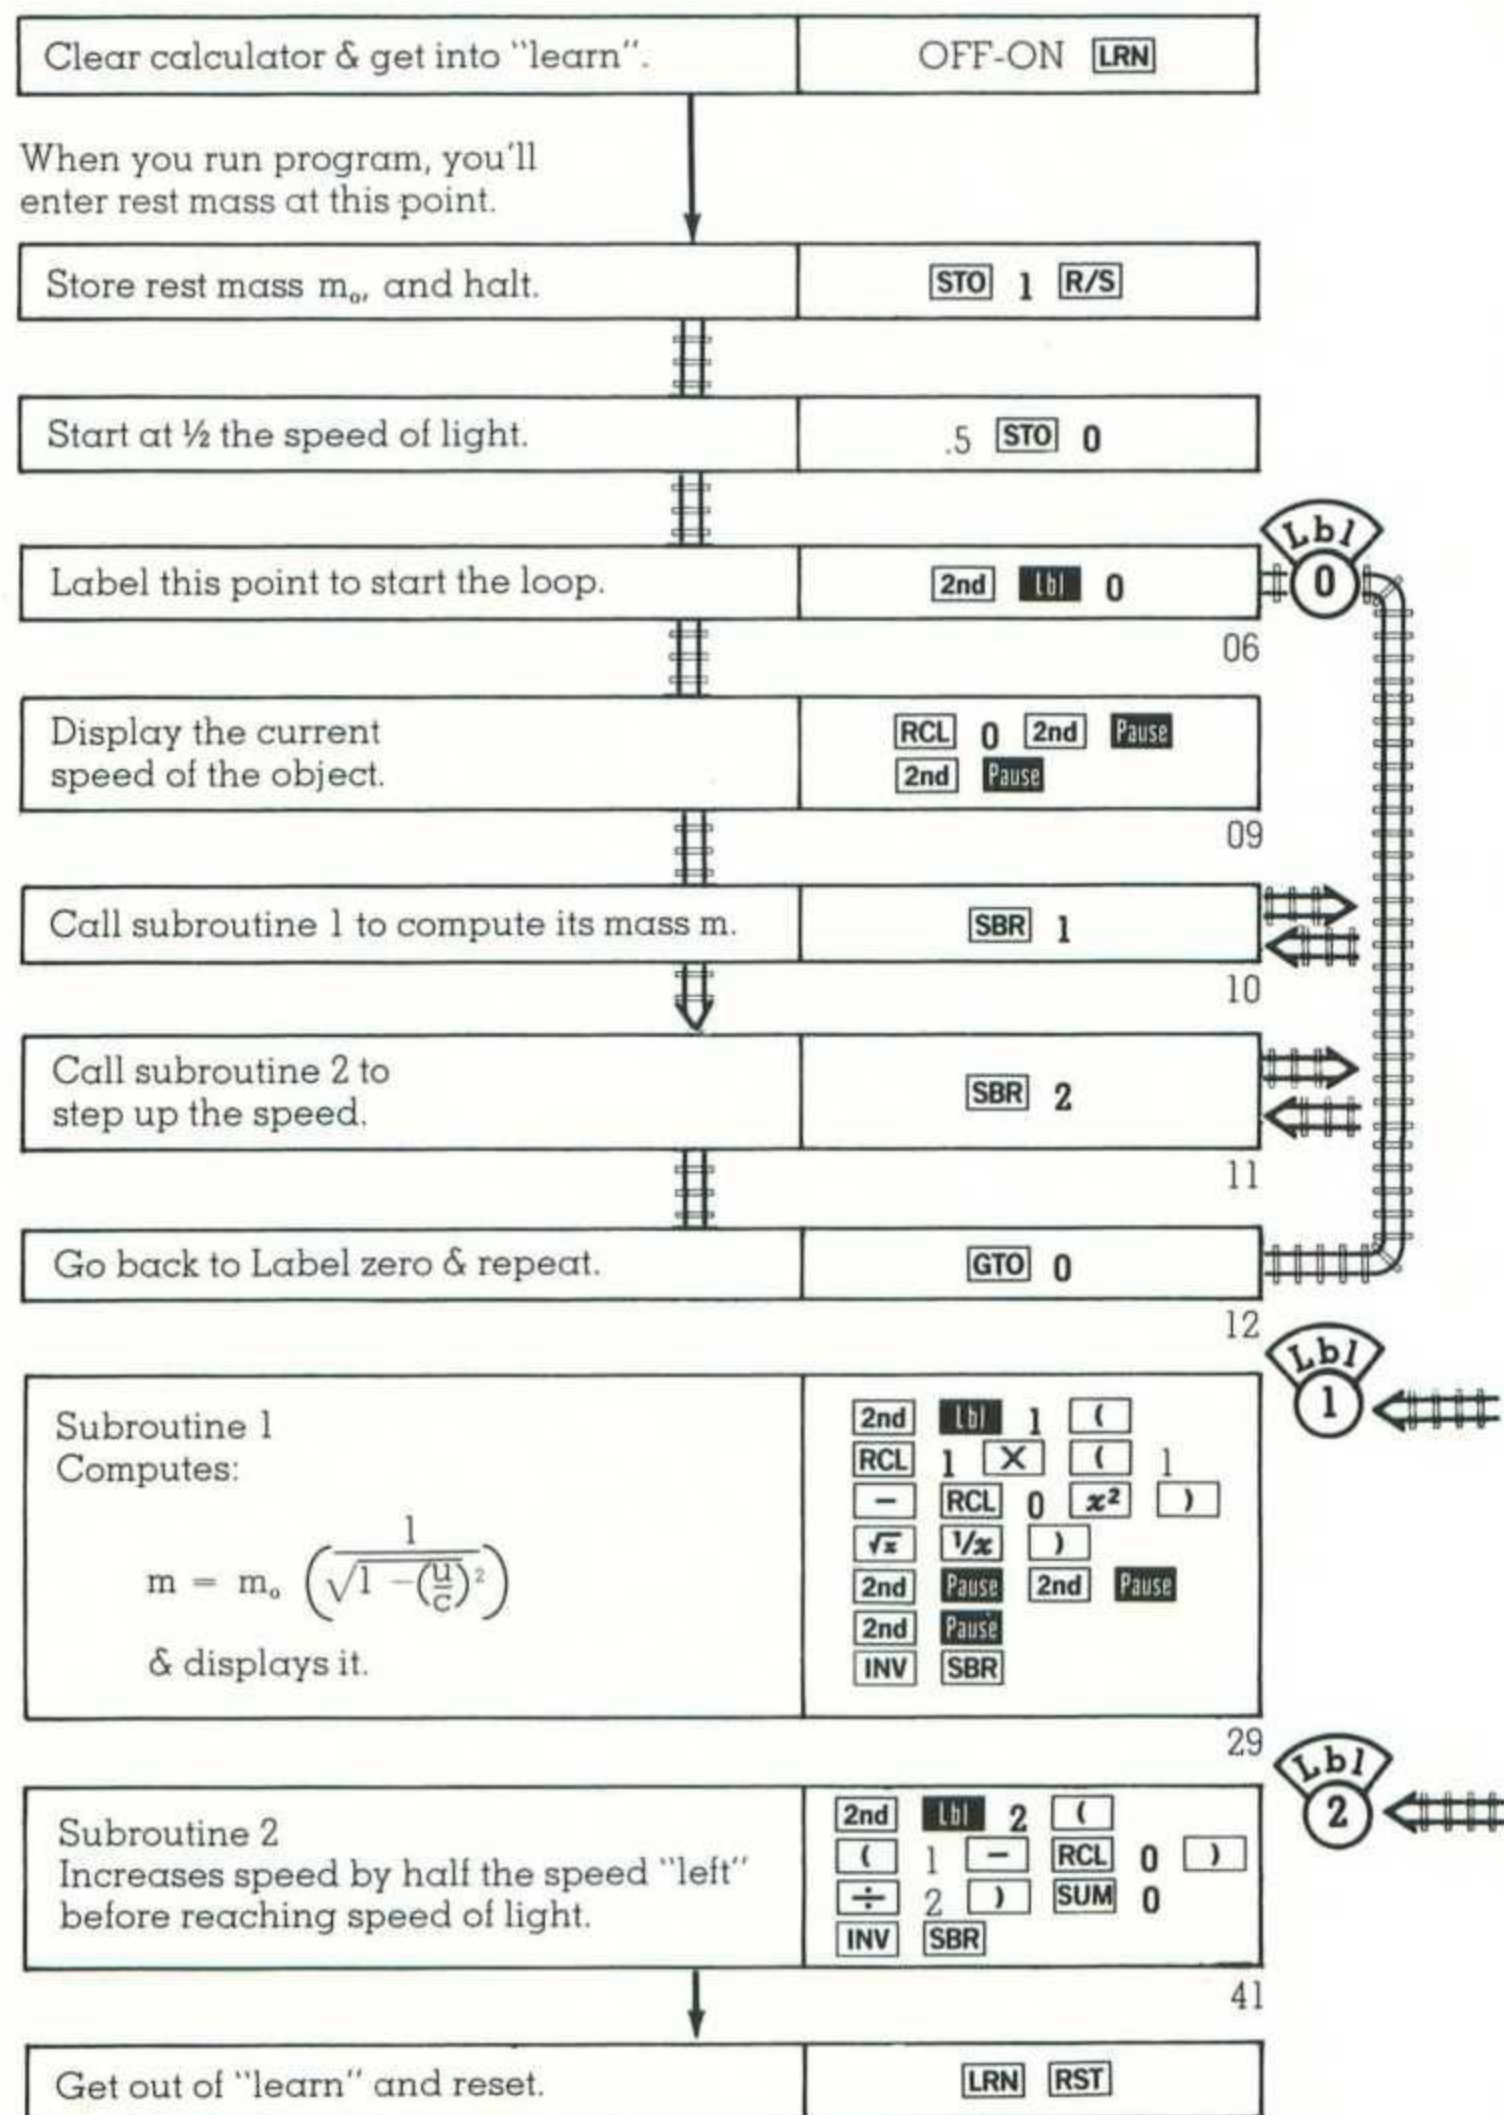 Clear calculator & get into "learn". OFF-ON LRN
When you run program, you'll
enter rest mass at this point.
Store rest mass mₒ, and halt. STO 1 R/S
Start at ½ the speed of light. .5 STO 0
Lbl
Label this point to start the loop. 2nd Lbl 0 0
06
Display the current RCL 0 2nd Pause
speed of the object. 2nd Pause
09
Call subroutine 1 to compute its mass m. SBR 1
10
Call subroutine 2 to
step up the speed. SBR 2
11
Go back to Label zero & repeat. GTO 0
12
Lbl
1
Subroutine 1 2nd Lbl 1 (
Computes: RCL 1 X ( 1
− RCL 0 x² )
m = mₒ (1/√(1 −(u/c)²)) √x 1/x )
2nd Pause 2nd Pause
2nd Pause
& displays it. INV SBR
29
Lbl
2
Subroutine 2 2nd Lbl 2 (
Increases speed by half the speed "left" ( 1 − RCL 0 )
before reaching speed of light. ÷ 2 ) SUM 0
INV SBR
41
Get out of "learn" and reset. LRN RST